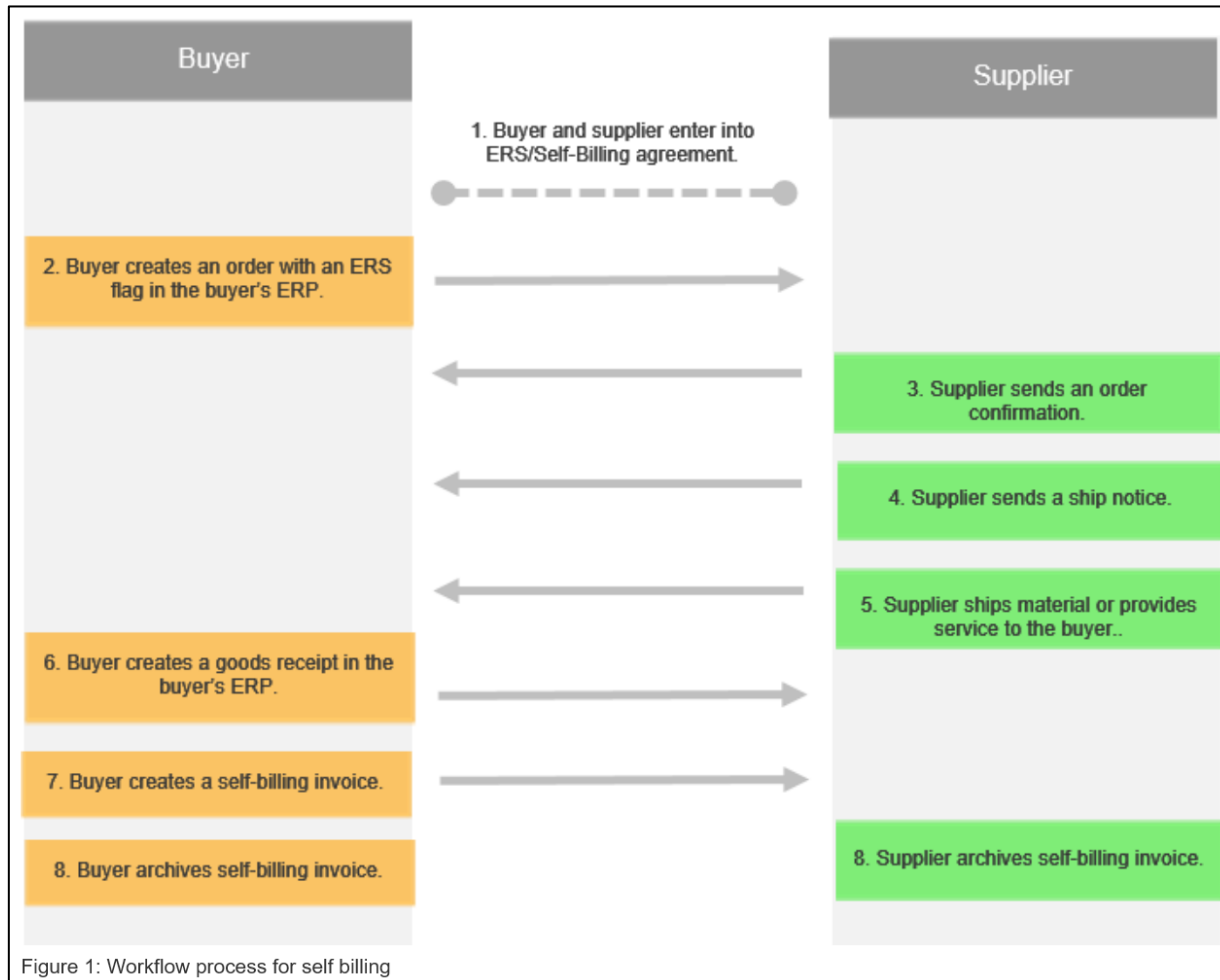 Buyer
Supplier
1. Buyer and supplier enter into
ERS/Self-Billing agreement.
2. Buyer creates an order with an ERS
flag in the buyer's ERP.
3. Supplier sends an order
confirmation.
4. Supplier sends a ship notice.
5. Supplier ships material or provides
service to the buyer..
6. Buyer creates a goods receipt in the
buyer's ERP.
7. Buyer creates a self-billing invoice.
8. Buyer archives self-billing invoice.
8. Supplier archives self-billing invoice.
Figure 1: Workflow process for self billing